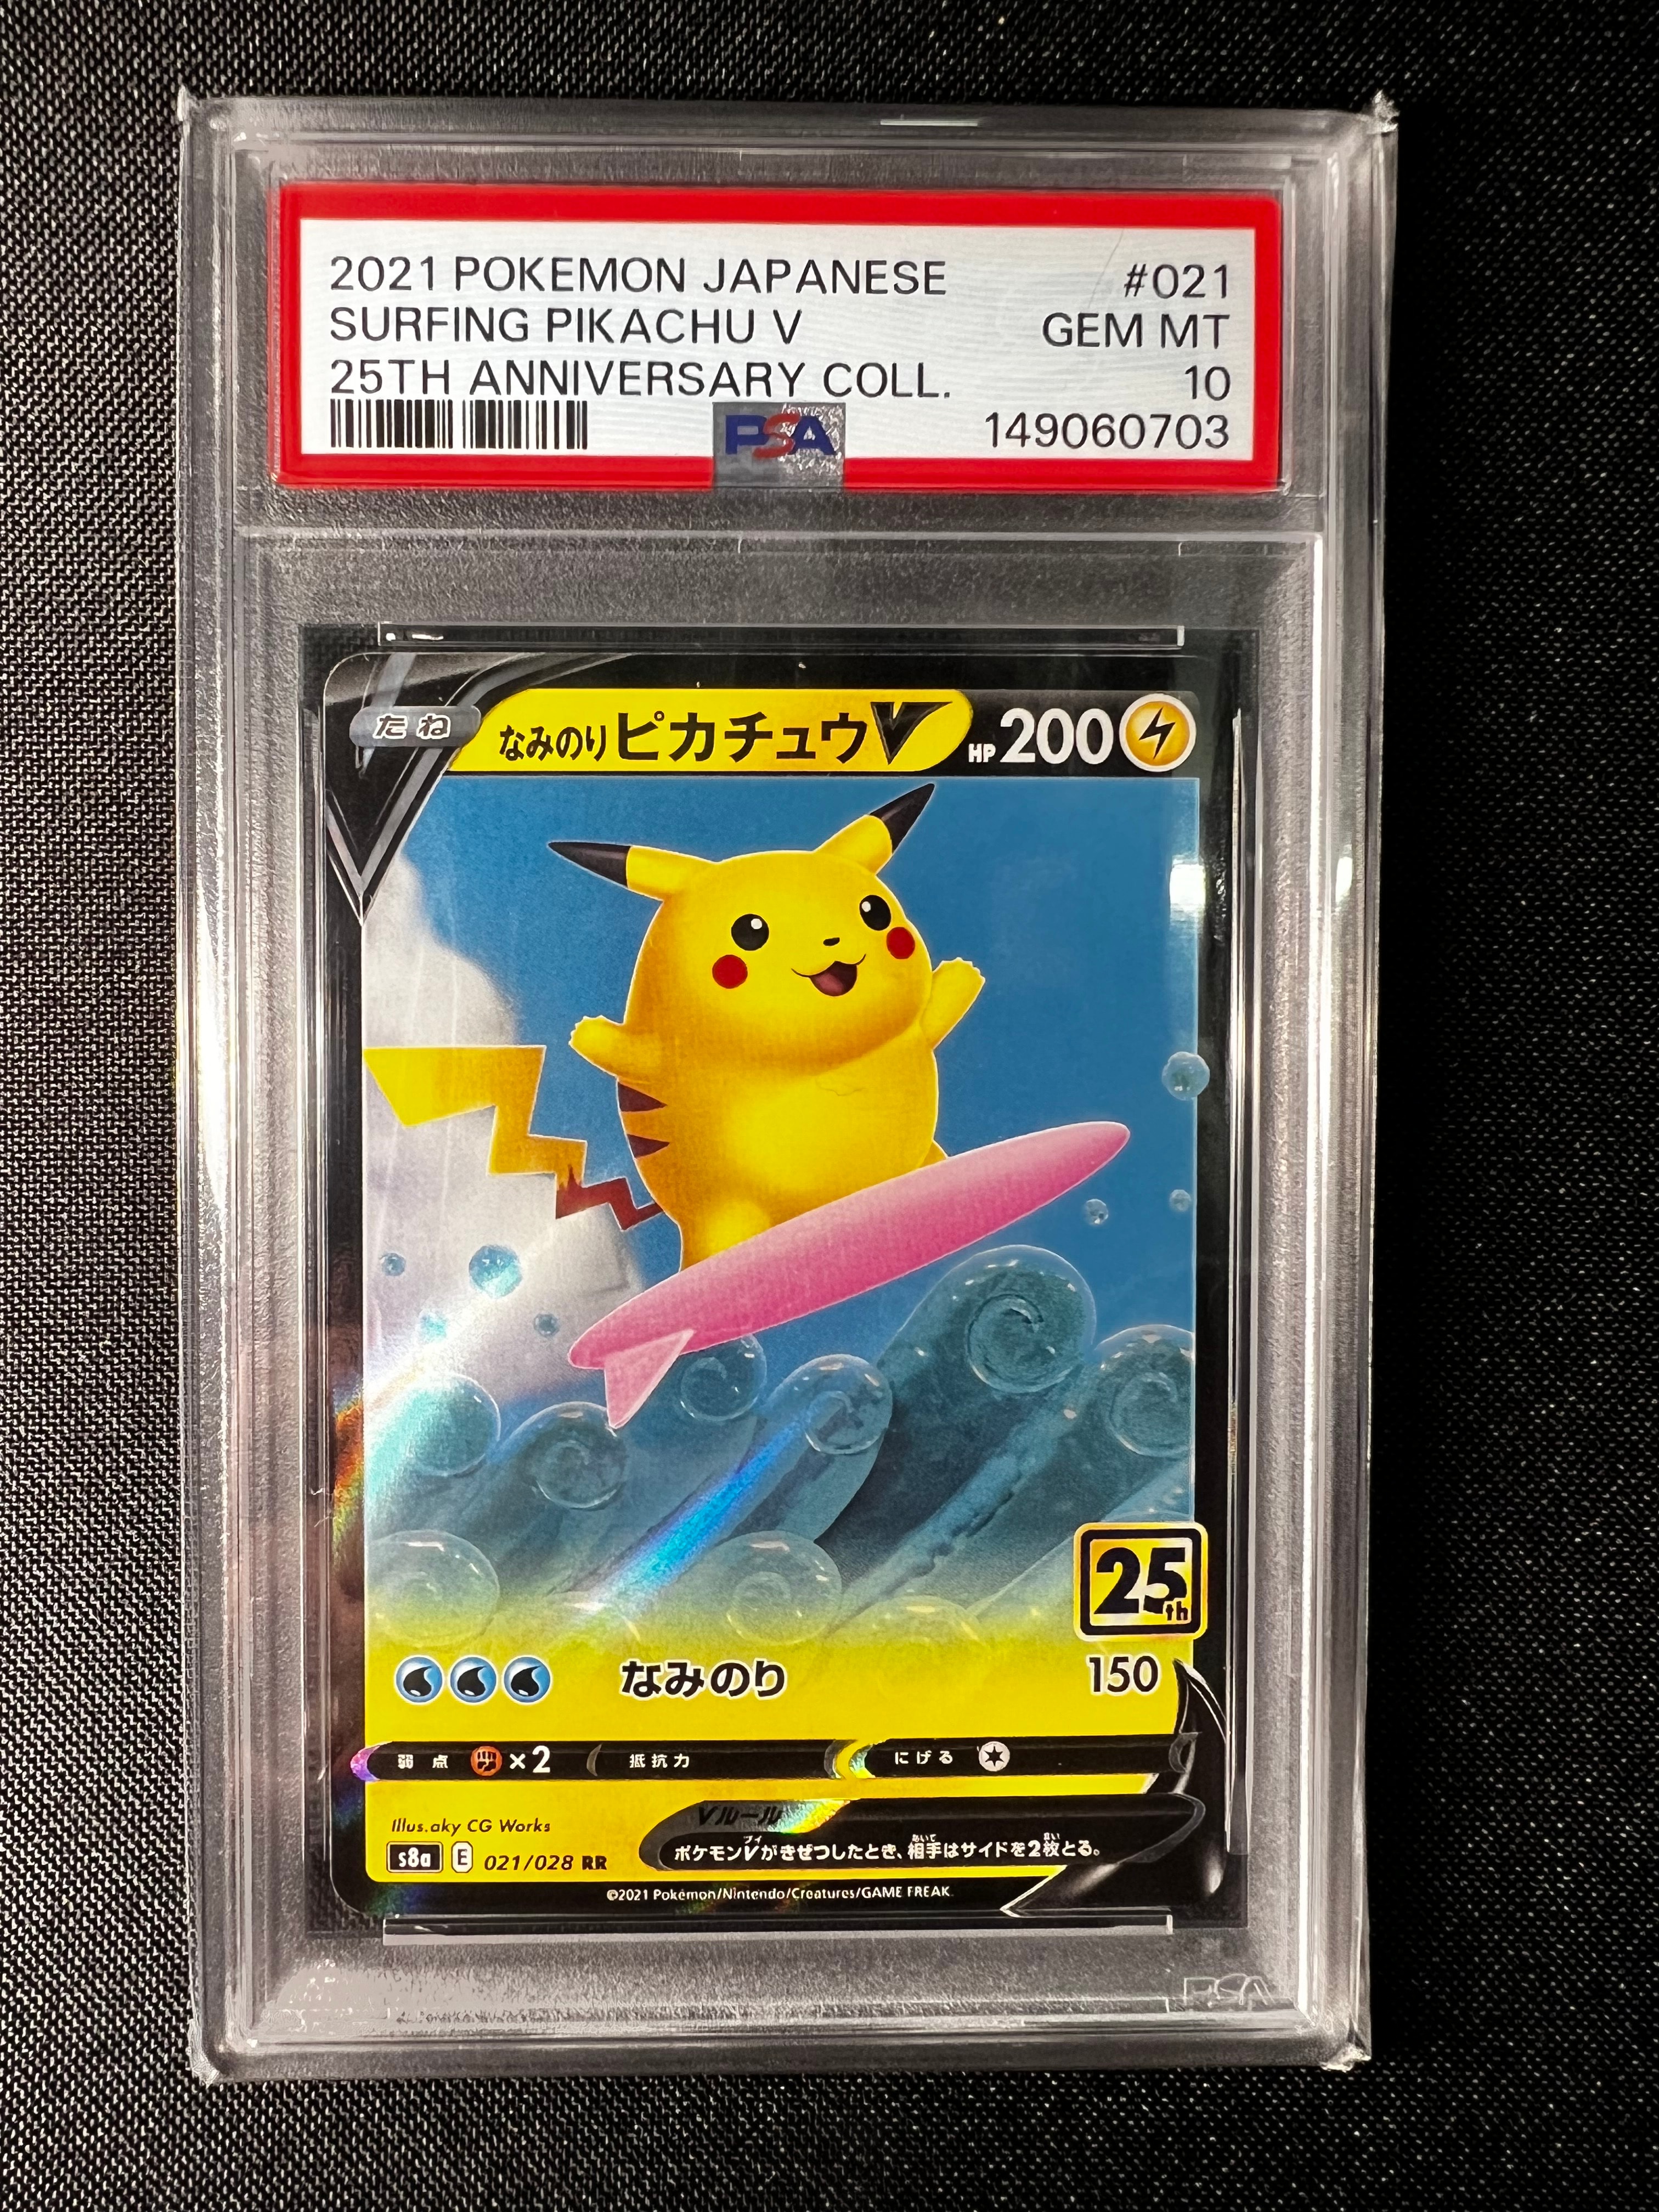 2021 POKEMON JAPANESE #021
SURFING PIKACHU V GEM MT
25TH ANNIVERSARY COLL. 10
PSA 149060703
たね なみのりピカチュウV HP 200
25th
なみのり 150
弱点 ×2 抵抗力 にげる
Vルール
ポケモンVがきぜつしたとき、相手はサイドを2枚とる。
Illus.aky CG Works
s8a E 021/028 RR
©2021 Pokémon/Nintendo/Creatures/GAME FREAK.
PSA